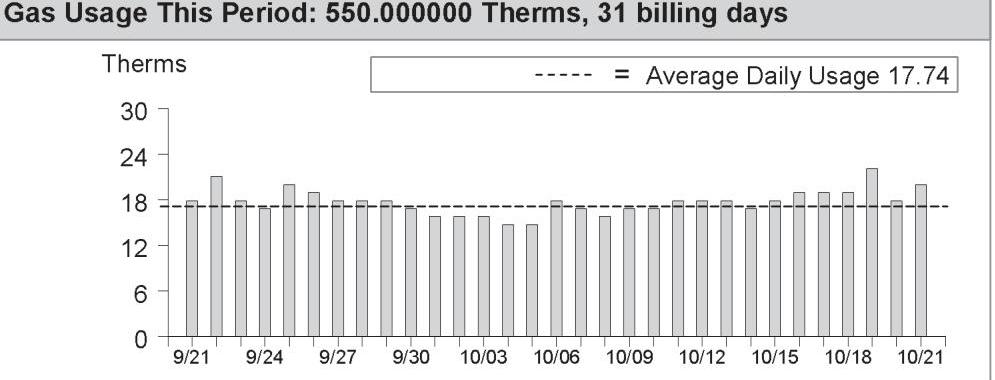 Gas Usage This Period: 550.000000 Therms, 31 billing days
Therms
----- = Average Daily Usage 17.74
30
24
18
12
6
0
9/21 9/24 9/27 9/30 10/03 10/06 10/09 10/12 10/15 10/18 10/21